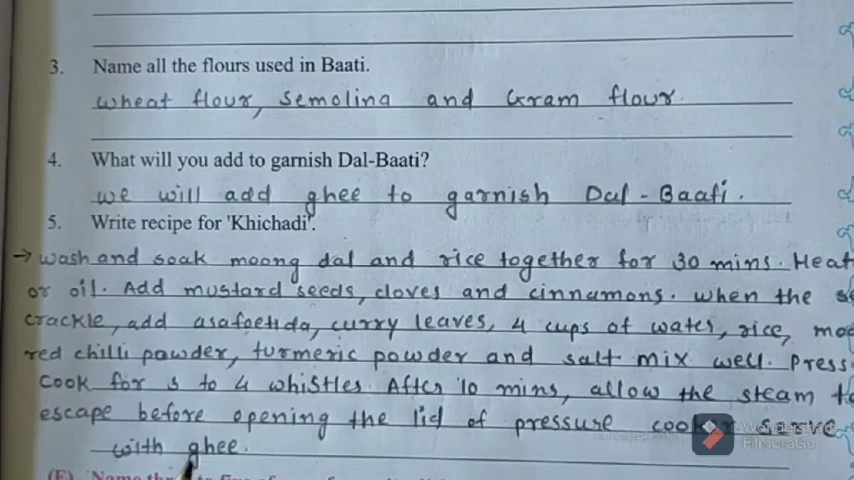 3. Name all the flours used in Baati.
wheat flour, semolina and Gram flour.
4. What will you add to garnish Dal-Baati?
we will add ghee to garnish Dal-Baati.
5. Write recipe for 'Khichadi'.
→ wash and soak moong dal and rice together for 30 mins. Heat
or oil. Add mustard seeds, cloves and cinnamons. when the
crackle, add asafoetida, curry leaves, 4 cups of water, rice,
red chilli powder, turmeric powder and salt mix well. Press
cook for 3 to 4 whistles. After 10 mins, allow the steam to
escape before opening the lid of pressure cooker serve
with ghee.
FilmoraGo
(E) Name the